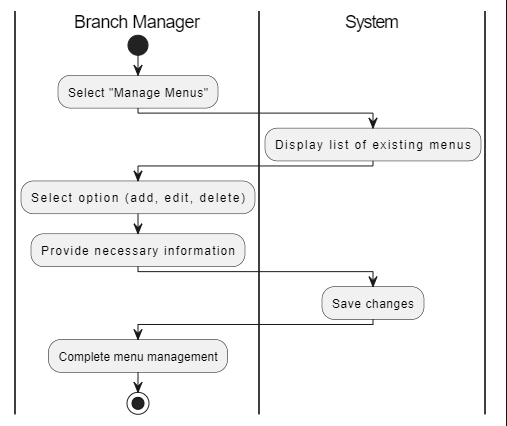 Branch Manager
System
Select "Manage Menus"
Display list of existing menus
Select option (add, edit, delete)
Provide necessary information
Save changes
Complete menu management